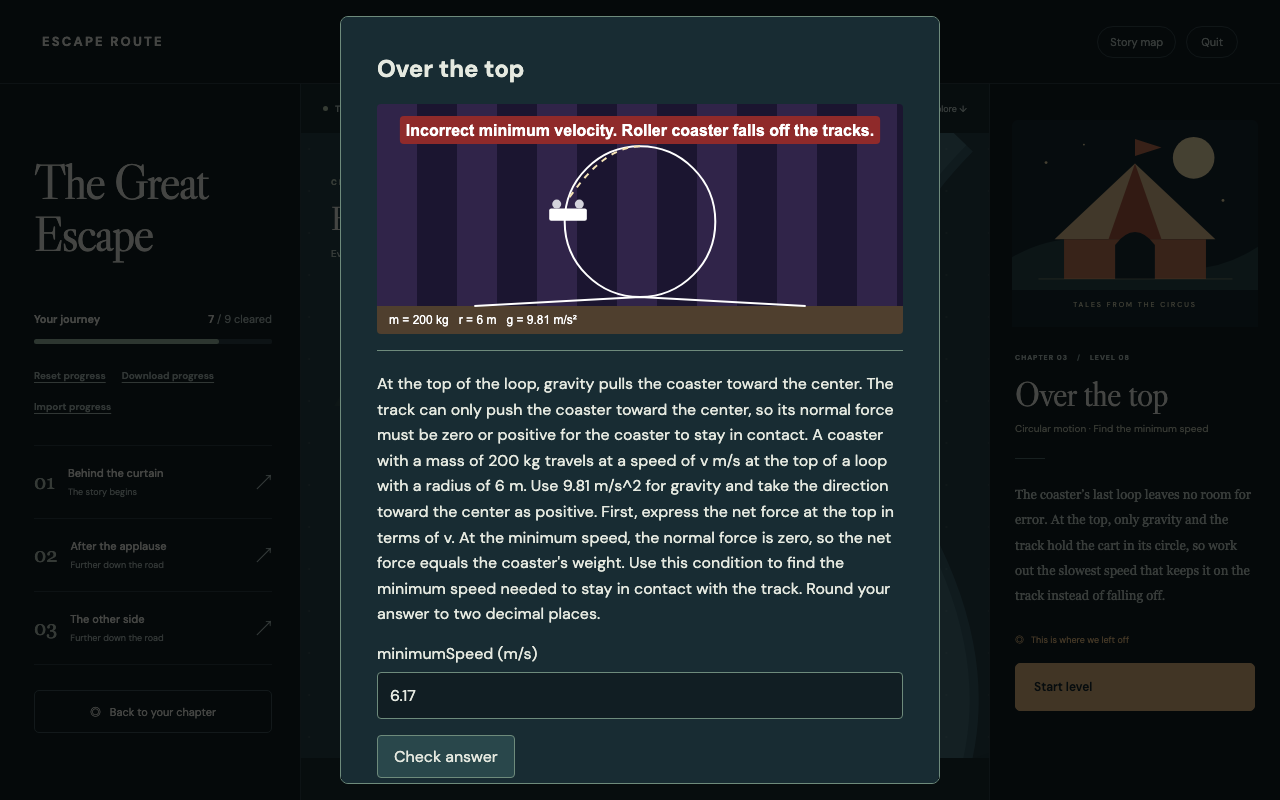 ESCAPE ROUTE
Story map
Quit
The Great
Escape
Your journey
7 / 9 cleared
Reset progress
Download progress
Import progress
01
Behind the curtain
The story begins
02
After the applause
Further down the road
03
The other side
Further down the road
Back to your chapter
Over the top
Incorrect minimum velocity. Roller coaster falls off the tracks.
m = 200 kg r = 6 m g = 9.81 m/s²
At the top of the loop, gravity pulls the coaster toward the center. The
track can only push the coaster toward the center, so its normal force
must be zero or positive for the coaster to stay in contact. A coaster
with a mass of 200 kg travels at a speed of v m/s at the top of a loop
with a radius of 6 m. Use 9.81 m/s^2 for gravity and take the direction
toward the center as positive. First, express the net force at the top in
terms of v. At the minimum speed, the normal force is zero, so the net
force equals the coaster's weight. Use this condition to find the
minimum speed needed to stay in contact with the track. Round your
answer to two decimal places.
minimumSpeed (m/s)
6.17
Check answer
TALES FROM THE CIRCUS
CHAPTER 03 / LEVEL 08
Over the top
Circular motion · Find the minimum speed
The coaster's last loop leaves no room for
error. At the top, only gravity and the
track hold the cart in its circle, so work
out the slowest speed that keeps it on the
track instead of falling off.
This is where we left off
Start level